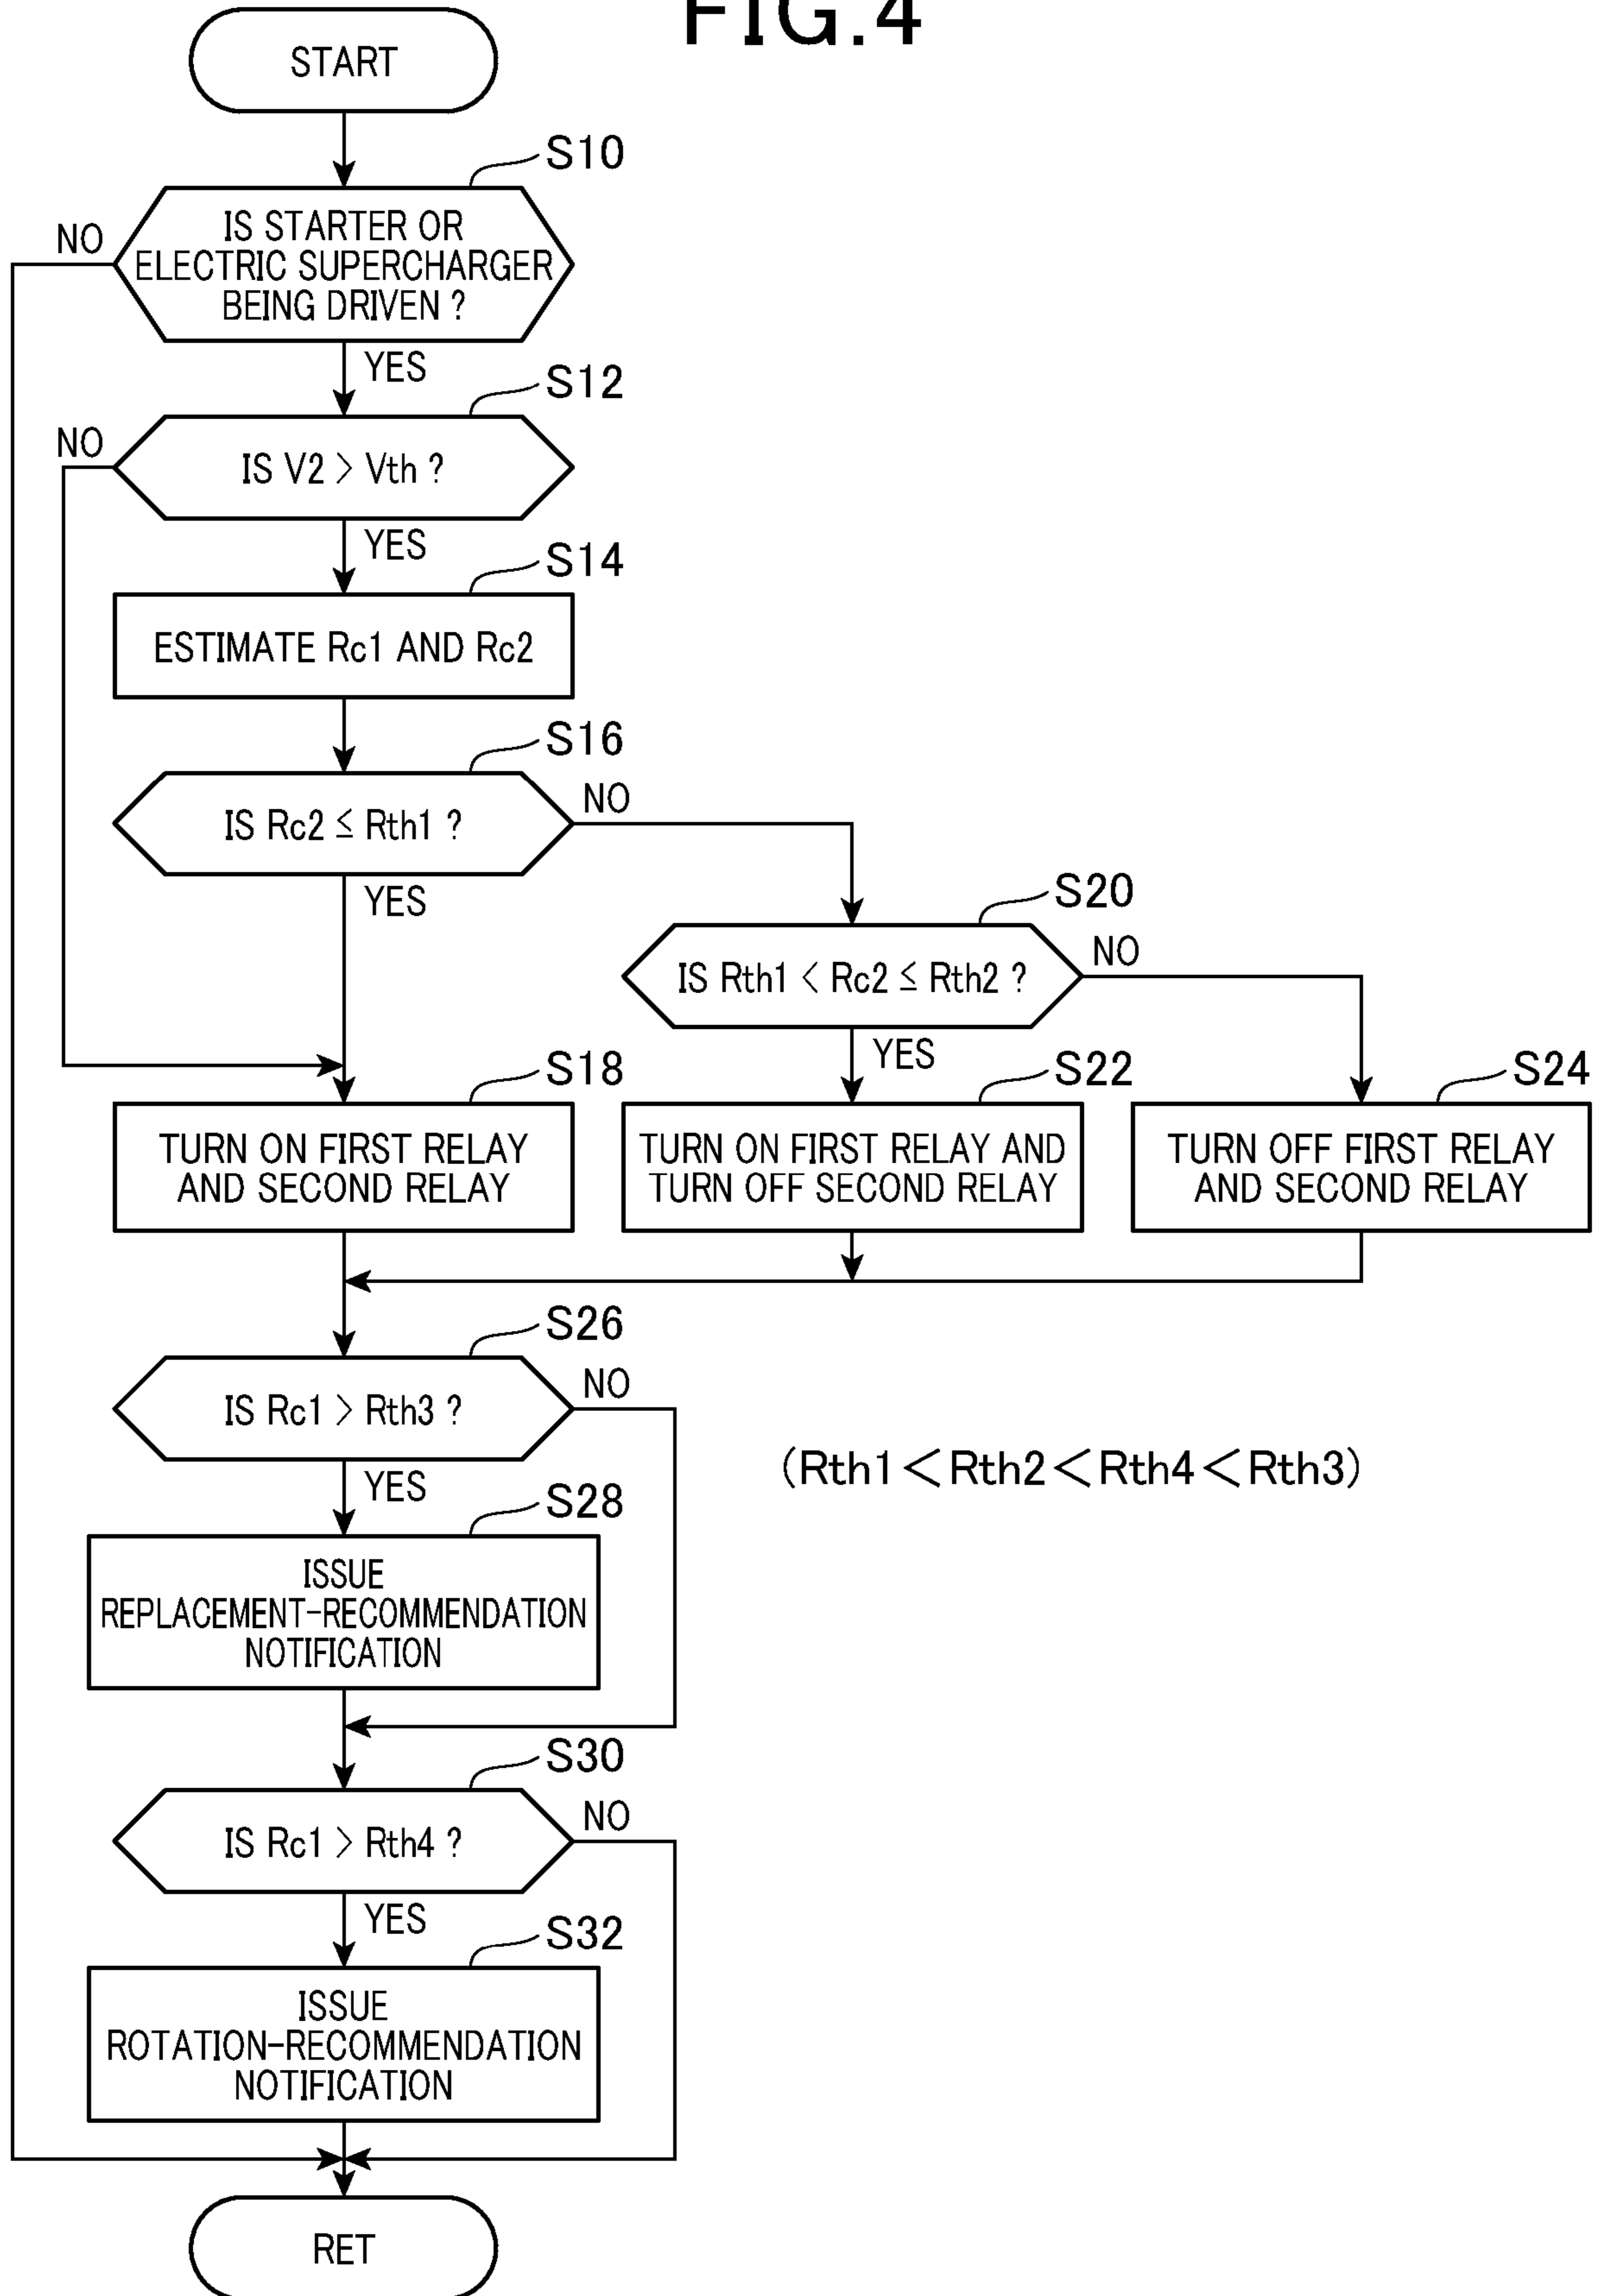 FIG.4
START
S10
IS STARTER OR
ELECTRIC SUPERCHARGER
BEING DRIVEN ?
NO
YES
S12
IS V2 > Vth ?
NO
YES
S14
ESTIMATE Rc1 AND Rc2
S16
IS Rc2 ≦ Rth1 ?
NO
YES
S20
IS Rth1 < Rc2 ≦ Rth2 ?
NO
YES
S18
TURN ON FIRST RELAY
AND SECOND RELAY
S22
TURN ON FIRST RELAY AND
TURN OFF SECOND RELAY
S24
TURN OFF FIRST RELAY
AND SECOND RELAY
S26
IS Rc1 > Rth3 ?
NO
YES
(Rth1<Rth2<Rth4<Rth3)
S28
ISSUE
REPLACEMENT-RECOMMENDATION
NOTIFICATION
S30
IS Rc1 > Rth4 ?
NO
YES
S32
ISSUE
ROTATION-RECOMMENDATION
NOTIFICATION
RET